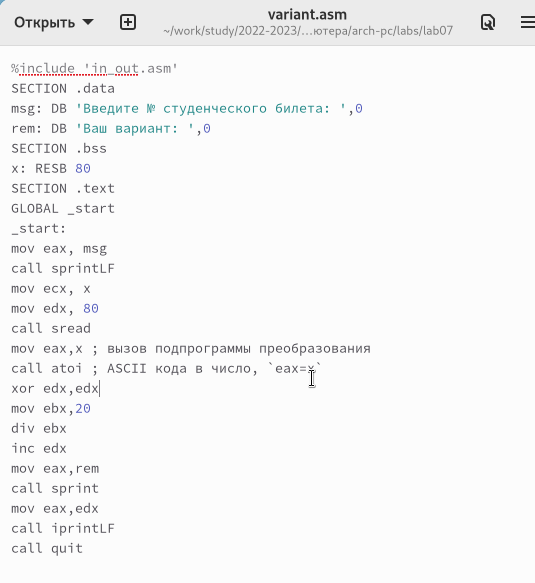 Открыть
variant.asm
~/work/study/2022-2023/...ютера/arch-pc/labs/lab07
%include 'in_out.asm'
SECTION .data
msg: DB 'Введите № студенческого билета: ',0
rem: DB 'Ваш вариант: ',0
SECTION .bss
x: RESB 80
SECTION .text
GLOBAL _start
_start:
mov eax, msg
call sprintLF
mov ecx, x
mov edx, 80
call sread
mov eax,x ; вызов подпрограммы преобразования
call atoi ; ASCII кода в число, `eax=x`
xor edx,edx
mov ebx,20
div ebx
inc edx
mov eax,rem
call sprint
mov eax,edx
call iprintLF
call quit